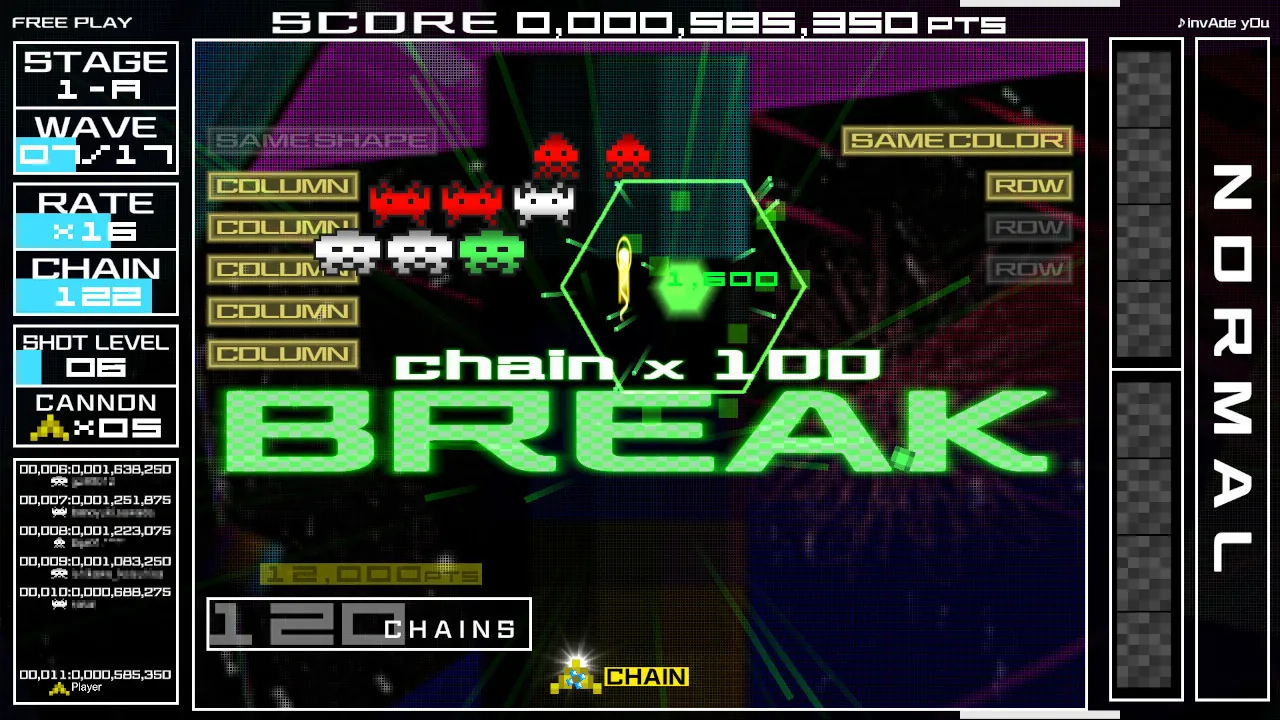 FREE PLAY
SCORE 0,000,585,350 PTS
♪invAde yOu
STAGE
1-A
WAVE
07/17
RATE
×16
CHAIN
122
SHOT LEVEL
06
CANNON
×05
00,006:0,001,638,250
00,007:0,001,251,875
00,008:0,001,223,075
00,009:0,001,083,250
00,010:0,000,688,275
00,011:0,000,585,350
Player
SAME SHAPE
COLUMN
COLUMN
COLUMN
COLUMN
COLUMN
SAME COLOR
ROW
ROW
ROW
1,600
chain x 100
BREAK
12,000PTS
120 CHAINS
CHAIN
NORMAL